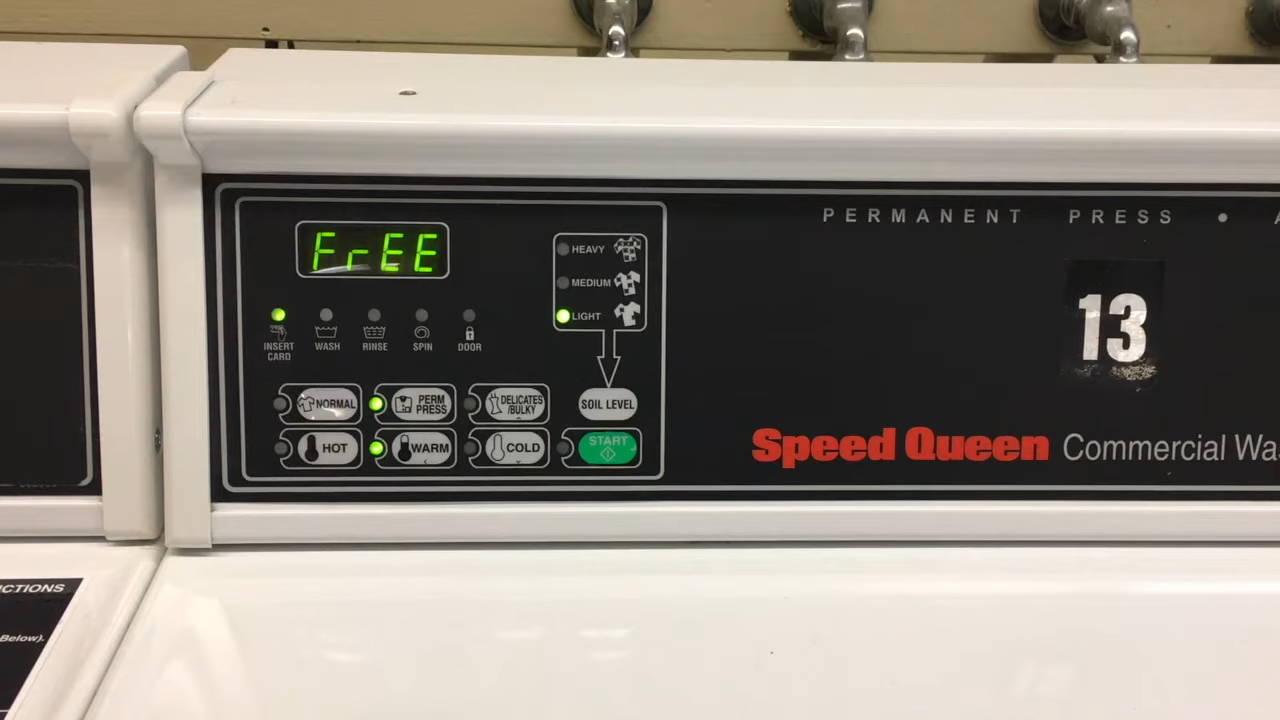 PERMANENT PRESS •
FrEE
HEAVY
MEDIUM
LIGHT
INSERT CARD
WASH
RINSE
SPIN
DOOR
13
NORMAL
PERM PRESS
DELICATES /BULKY
SOIL LEVEL
HOT
WARM
COLD
START
Speed Queen Commercial Wa
CTIONS
Below).